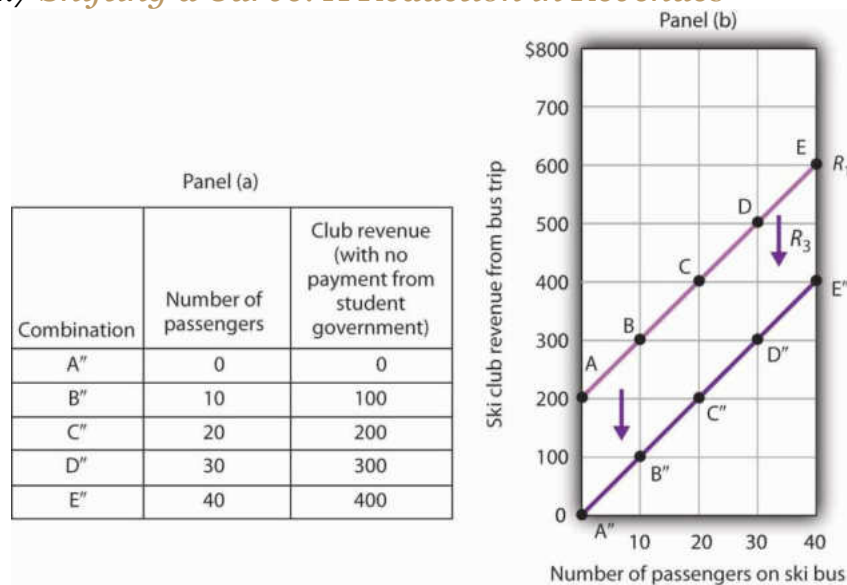 Panel (b)
Panel (a)
Combination
Number of
passengers
Club revenue
(with no
payment from
student
government)
A″ 0 0
B″ 10 100
C″ 20 200
D″ 30 300
E″ 40 400
Ski club revenue from bus trip
$800
700
600
500
400
300
200
100
0
E
D
R₃
C
E″
B
D″
A
C″
B″
A″
10 20 30 40
Number of passengers on ski bus